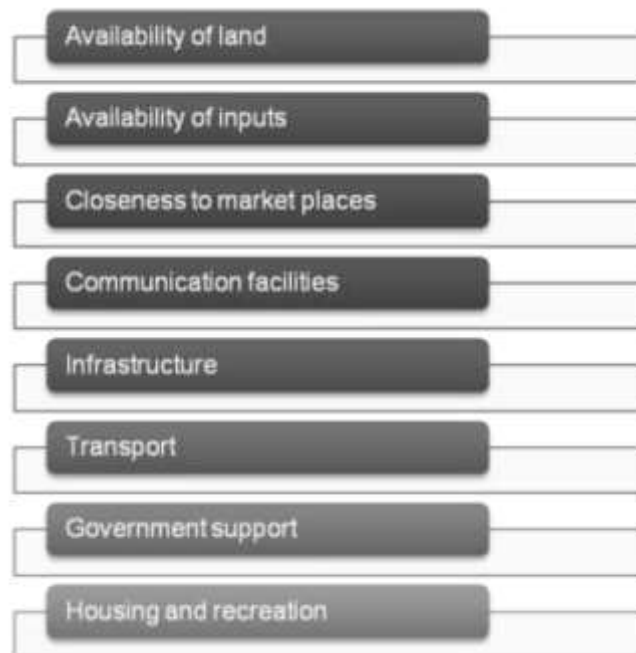 Availability of land
Availability of inputs
Closeness to market places
Communication facilities
Infrastructure
Transport
Government support
Housing and recreation